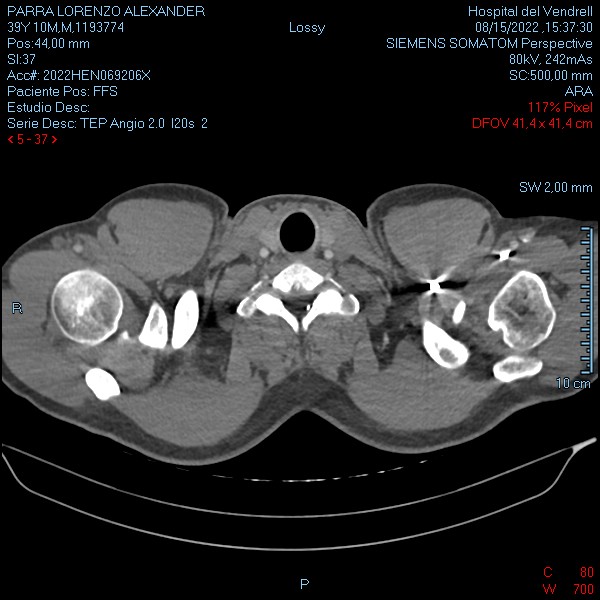 PARRA LORENZO ALEXANDER
39Y 10M,M,1193774
Pos:44,00 mm
SI:37
Acc#: 2022HEN069206X
Paciente Pos: FFS
Estudio Desc:
Serie Desc: TEP Angio 2.0 I20s 2
< 5 - 37 >
Lossy
Hospital del Vendrell
08/15/2022 ,15:37:30
SIEMENS SOMATOM Perspective
80kV, 242mAs
SC:500,00 mm
ARA
117% Pixel
DFOV 41,4 x 41,4 cm
SW 2,00 mm
R
10 cm
P
C 80
W 700